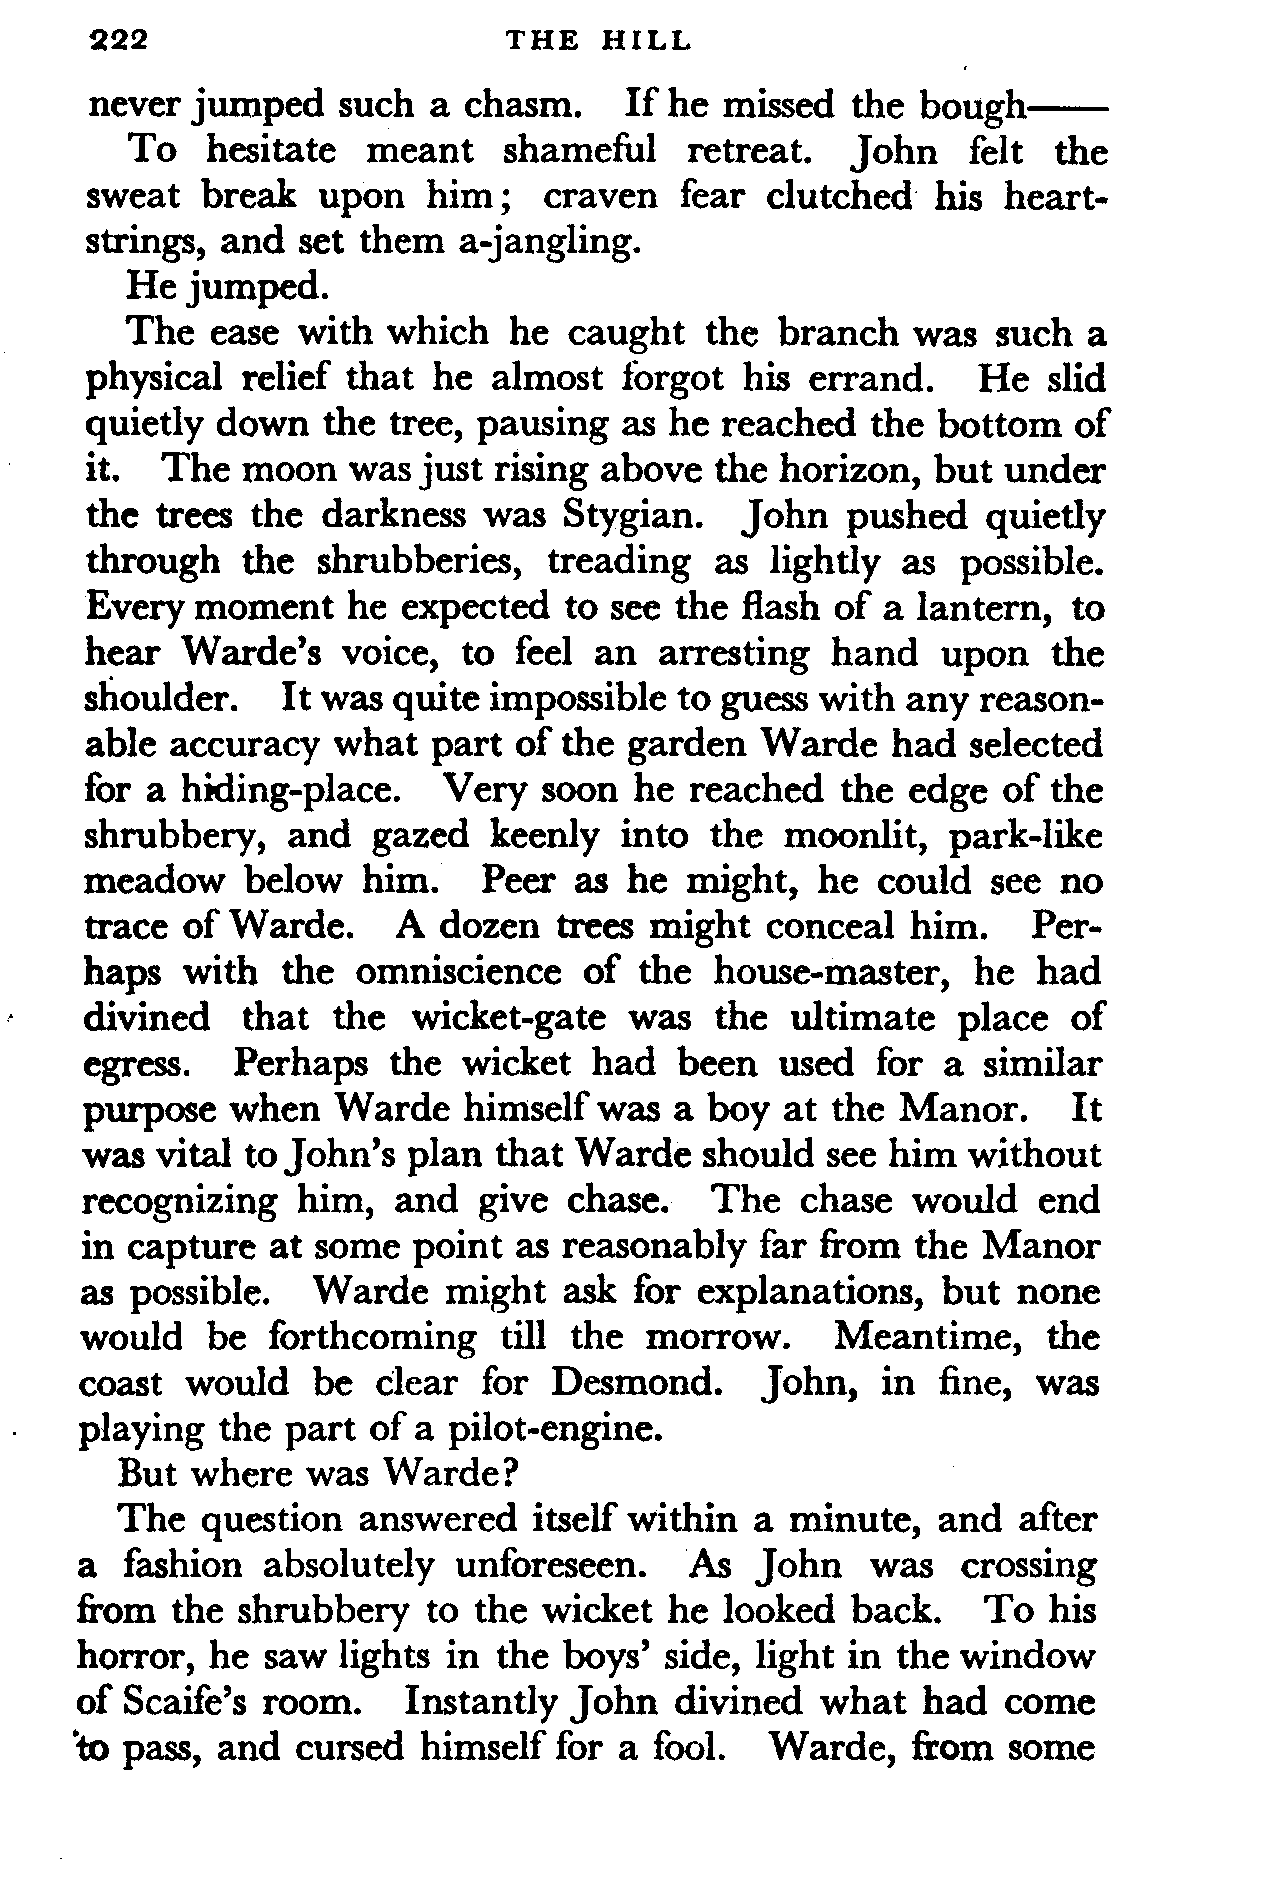 222 THE HILL
never jumped such a chasm. If he missed the bough——
To hesitate meant shameful retreat. John felt the
sweat break upon him; craven fear clutched his heart-
strings, and set them a-jangling.
He jumped.
The ease with which he caught the branch was such a
physical relief that he almost forgot his errand. He slid
quietly down the tree, pausing as he reached the bottom of
it. The moon was just rising above the horizon, but under
the trees the darkness was Stygian. John pushed quietly
through the shrubberies, treading as lightly as possible.
Every moment he expected to see the flash of a lantern, to
hear Warde's voice, to feel an arresting hand upon the
shoulder. It was quite impossible to guess with any reason-
able accuracy what part of the garden Warde had selected
for a hiding-place. Very soon he reached the edge of the
shrubbery, and gazed keenly into the moonlit, park-like
meadow below him. Peer as he might, he could see no
trace of Warde. A dozen trees might conceal him. Per-
haps with the omniscience of the house-master, he had
divined that the wicket-gate was the ultimate place of
egress. Perhaps the wicket had been used for a similar
purpose when Warde himself was a boy at the Manor. It
was vital to John's plan that Warde should see him without
recognizing him, and give chase. The chase would end
in capture at some point as reasonably far from the Manor
as possible. Warde might ask for explanations, but none
would be forthcoming till the morrow. Meantime, the
coast would be clear for Desmond. John, in fine, was
playing the part of a pilot-engine.
But where was Warde?
The question answered itself within a minute, and after
a fashion absolutely unforeseen. As John was crossing
from the shrubbery to the wicket he looked back. To his
horror, he saw lights in the boys' side, light in the window
of Scaife's room. Instantly John divined what had come
to pass, and cursed himself for a fool. Warde, from some